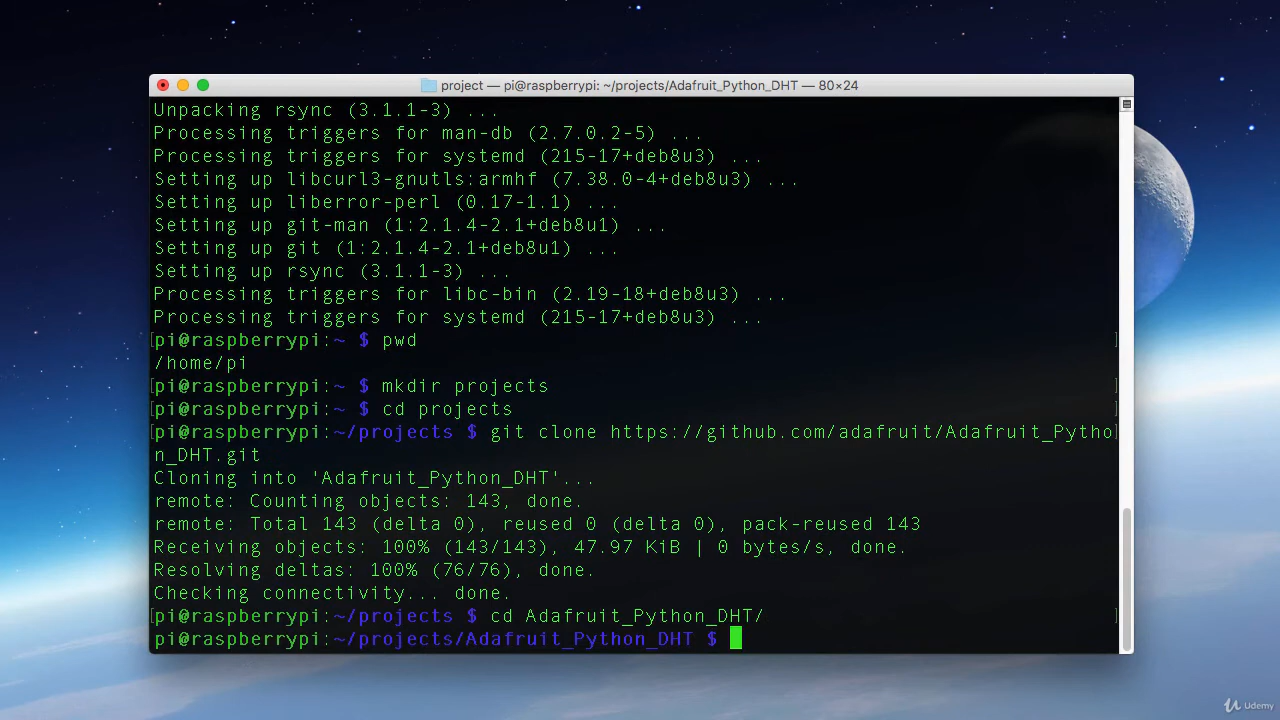 project — pi@raspberrypi: ~/projects/Adafruit_Python_DHT — 80×24
Unpacking rsync (3.1.1-3) ...
Processing triggers for man-db (2.7.0.2-5) ...
Processing triggers for systemd (215-17+deb8u3) ...
Setting up libcurl3-gnutls:armhf (7.38.0-4+deb8u3) ...
Setting up liberror-perl (0.17-1.1) ...
Setting up git-man (1:2.1.4-2.1+deb8u1) ...
Setting up git (1:2.1.4-2.1+deb8u1) ...
Setting up rsync (3.1.1-3) ...
Processing triggers for libc-bin (2.19-18+deb8u3) ...
Processing triggers for systemd (215-17+deb8u3) ...
[pi@raspberrypi:~ $ pwd ]
/home/pi
[pi@raspberrypi:~ $ mkdir projects ]
[pi@raspberrypi:~ $ cd projects ]
[pi@raspberrypi:~/projects $ git clone https://github.com/adafruit/Adafruit_Pytho]
n_DHT.git
Cloning into 'Adafruit_Python_DHT'...
remote: Counting objects: 143, done.
remote: Total 143 (delta 0), reused 0 (delta 0), pack-reused 143
Receiving objects: 100% (143/143), 47.97 KiB | 0 bytes/s, done.
Resolving deltas: 100% (76/76), done.
Checking connectivity... done.
[pi@raspberrypi:~/projects $ cd Adafruit_Python_DHT/ ]
pi@raspberrypi:~/projects/Adafruit_Python_DHT $
Udemy